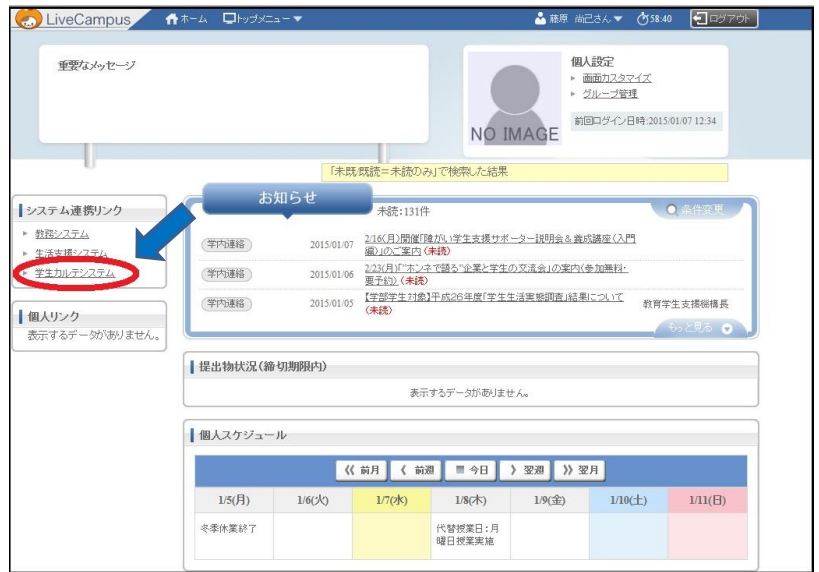 LiveCampus
ホーム
トップメニュー▼
藤原 尚己さん▼
58:40
ログアウト
重要なメッセージ
NO IMAGE
個人設定
画面カスタマイズ
グループ管理
前回ログイン日時:2015/01/07 12:34
「未既読=未読のみ」で検索した結果
システム連携リンク
教務システム
生活支援システム
学生カルテシステム
個人リンク
表示するデータがありません。
お知らせ
未読:131件
条件変更
学内連絡 2015/01/07 2/16(月)開催「障がい学生支援サポーター説明会&養成講座(入門
編)」のご案内(未読)
学内連絡 2015/01/06 2/23(月)「"ホンネで語る"企業と学生の交流会」の案内(参加無料・
要予約) (未読)
学内連絡 2015/01/05 【学部学生対象】平成26年度「学生生活実態調査」結果について 教育学生支援機構長
(未読)
もっと見る
提出物状況(締切期限内)
表示するデータがありません。
個人スケジュール
《 前月 〈 前週 ■ 今日 〉 翌週 》 翌月
1/5(月) 1/6(火) 1/7(水) 1/8(木) 1/9(金) 1/10(土) 1/11(日)
冬季休業終了
代替授業日:月
曜日授業実施